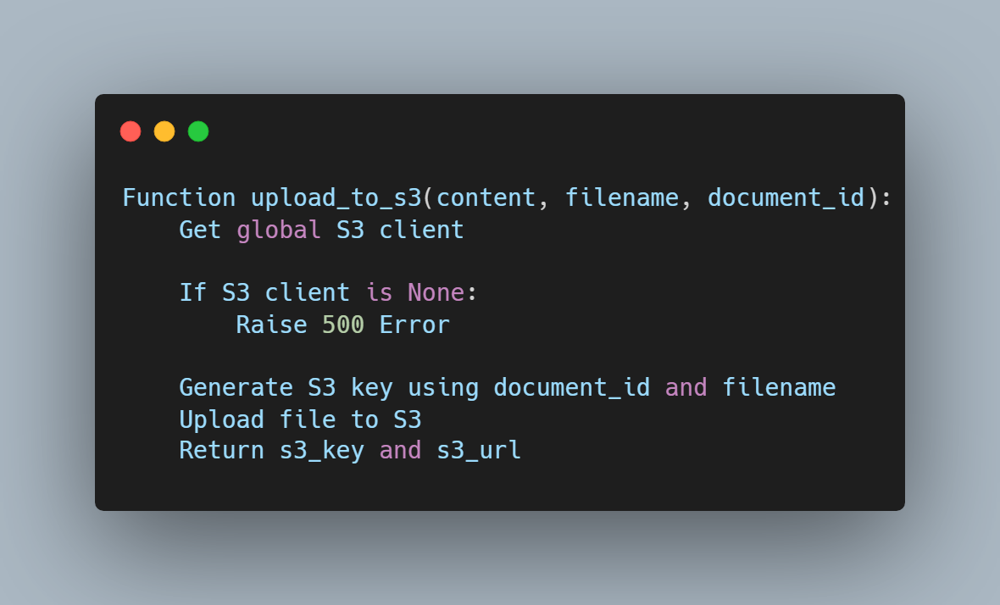 Function upload_to_s3(content, filename, document_id):
    Get global S3 client

    If S3 client is None:
        Raise 500 Error

    Generate S3 key using document_id and filename
    Upload file to S3
    Return s3_key and s3_url